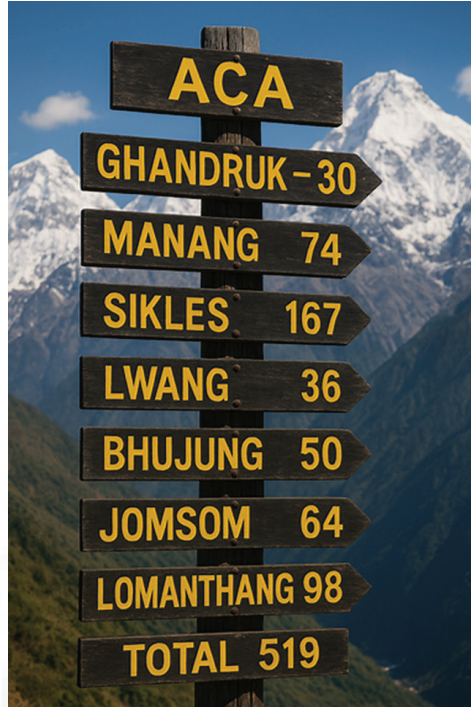 ACA
GHANDRUK-30
MANANG 74
SIKLES 167
LWANG 36
BHUJUNG 50
JOMSOM 64
LOMANTHANG 98
TOTAL 519